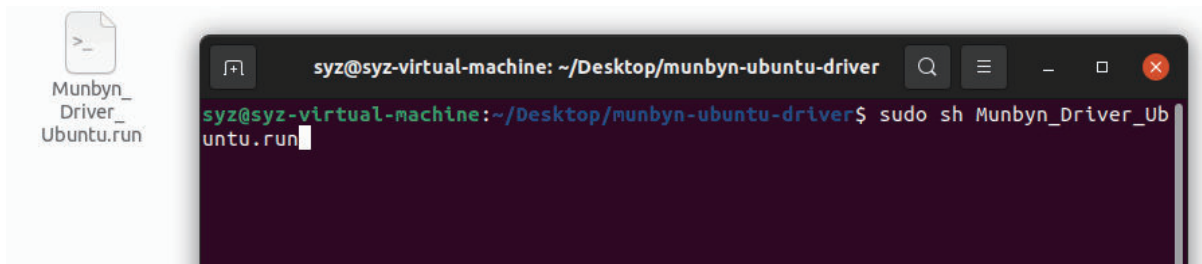 >_
Munbyn_
Driver_
Ubuntu.run
syz@syz-virtual-machine: ~/Desktop/munbyn-ubuntu-driver
syz@syz-virtual-machine:~/Desktop/munbyn-ubuntu-driver$ sudo sh Munbyn_Driver_Ub
untu.run